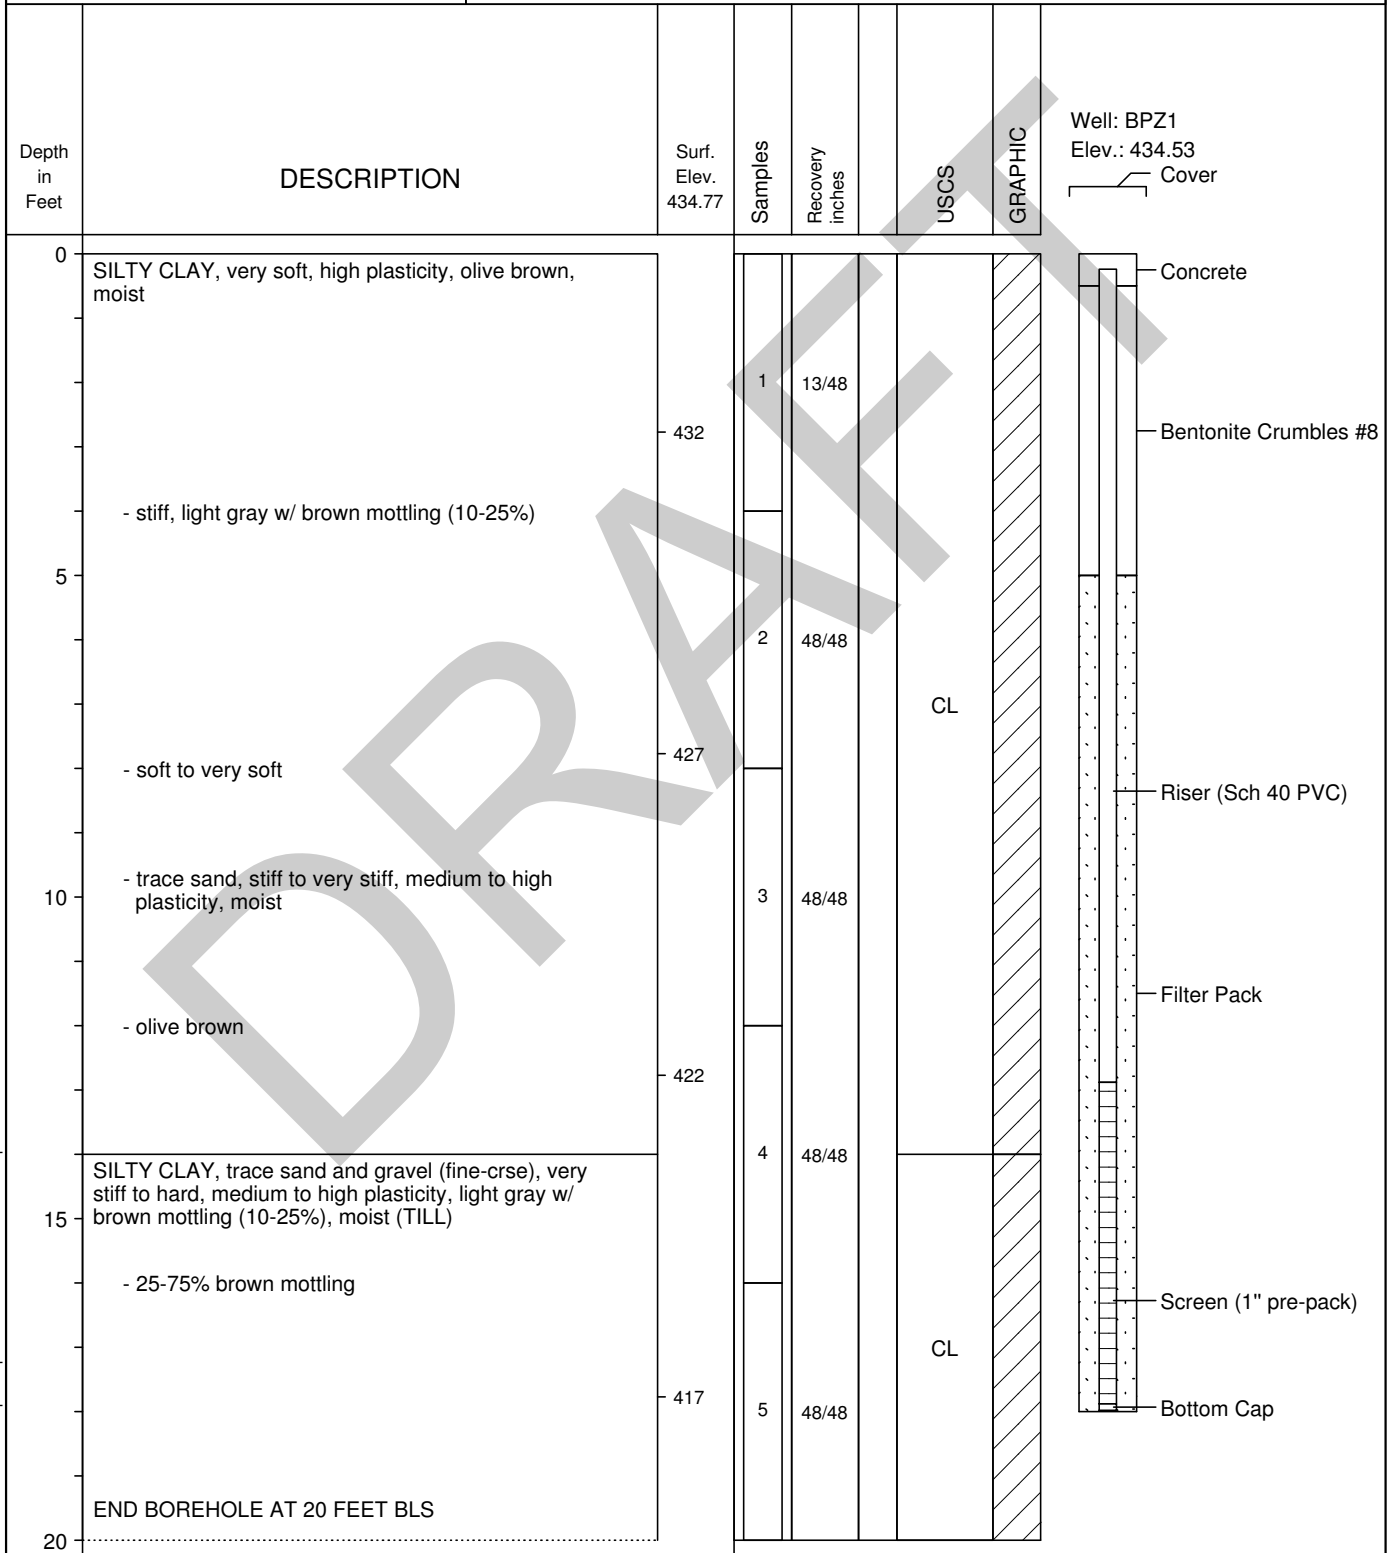 Depth
in
Feet
DESCRIPTION
Surf.
Elev.
434.77
Samples
Recovery
inches
USCS
GRAPHIC
Well: BPZ1
Elev.: 434.53
Cover
0
SILTY CLAY, very soft, high plasticity, olive brown,
moist
Concrete
1
13/48
432
Bentonite Crumbles #8
- stiff, light gray w/ brown mottling (10-25%)
5
2
48/48
CL
427
- soft to very soft
Riser (Sch 40 PVC)
- trace sand, stiff to very stiff, medium to high
plasticity, moist
10
3
48/48
Filter Pack
- olive brown
422
4
48/48
SILTY CLAY, trace sand and gravel (fine-crse), very
stiff to hard, medium to high plasticity, light gray w/
brown mottling (10-25%), moist (TILL)
15
- 25-75% brown mottling
Screen (1" pre-pack)
CL
417
5
48/48
Bottom Cap
END BOREHOLE AT 20 FEET BLS
20
DRAFT